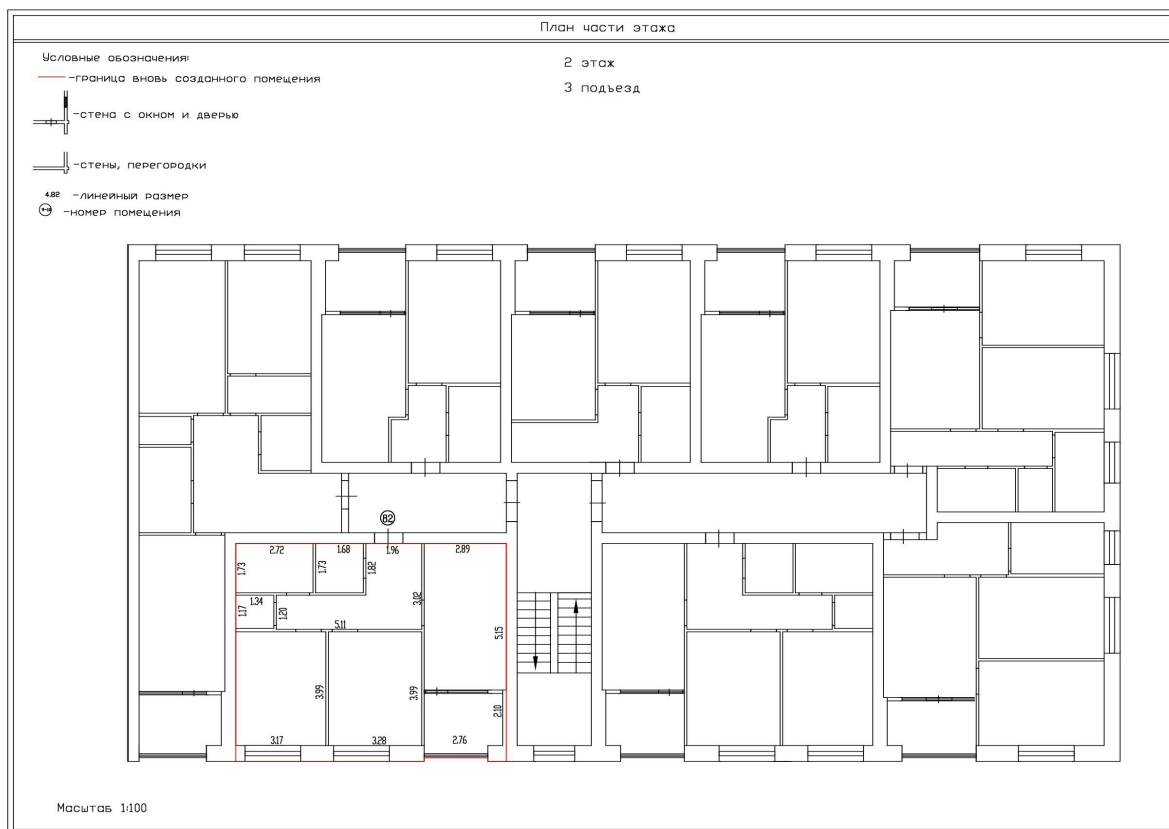 План части этажа
Условные обозначения:
-граница вновь созданного помещения
-стена с окном и дверью
-стены, перегородки
4.82 -линейный размер
-номер помещения
2 этаж
3 подъезд
82
2.72 1.68 1.96 2.89
1.73 1.73 1.82
1.34
1.17 1.20 3.02
5.11 5.15
3.99 3.99
2.10
3.17 3.28 2.76
Масштаб 1:100